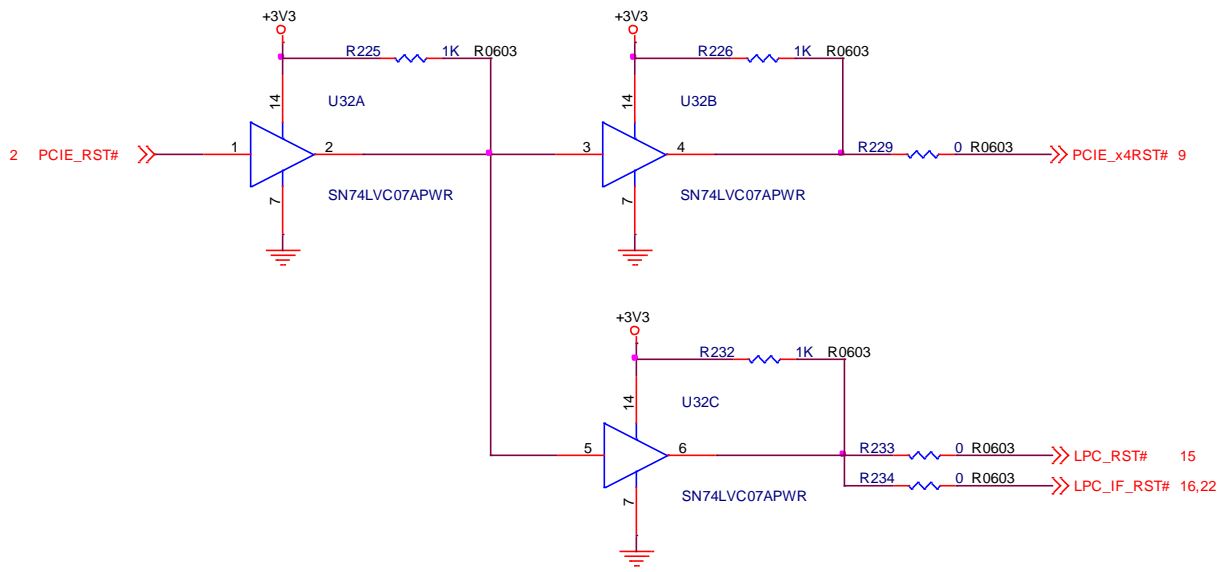 +3V3 +3V3
R225 1K R0603 R226 1K R0603
14 U32A 14 U32B
2 PCIE_RST# 1 2 3 4 R229 0 R0603 PCIE_x4RST# 9
7 SN74LVC07APWR 7 SN74LVC07APWR
+3V3
R232 1K R0603
14 U32C
5 6 R233 0 R0603 LPC_RST# 15
R234 0 R0603 LPC_IF_RST# 16,22
7 SN74LVC07APWR